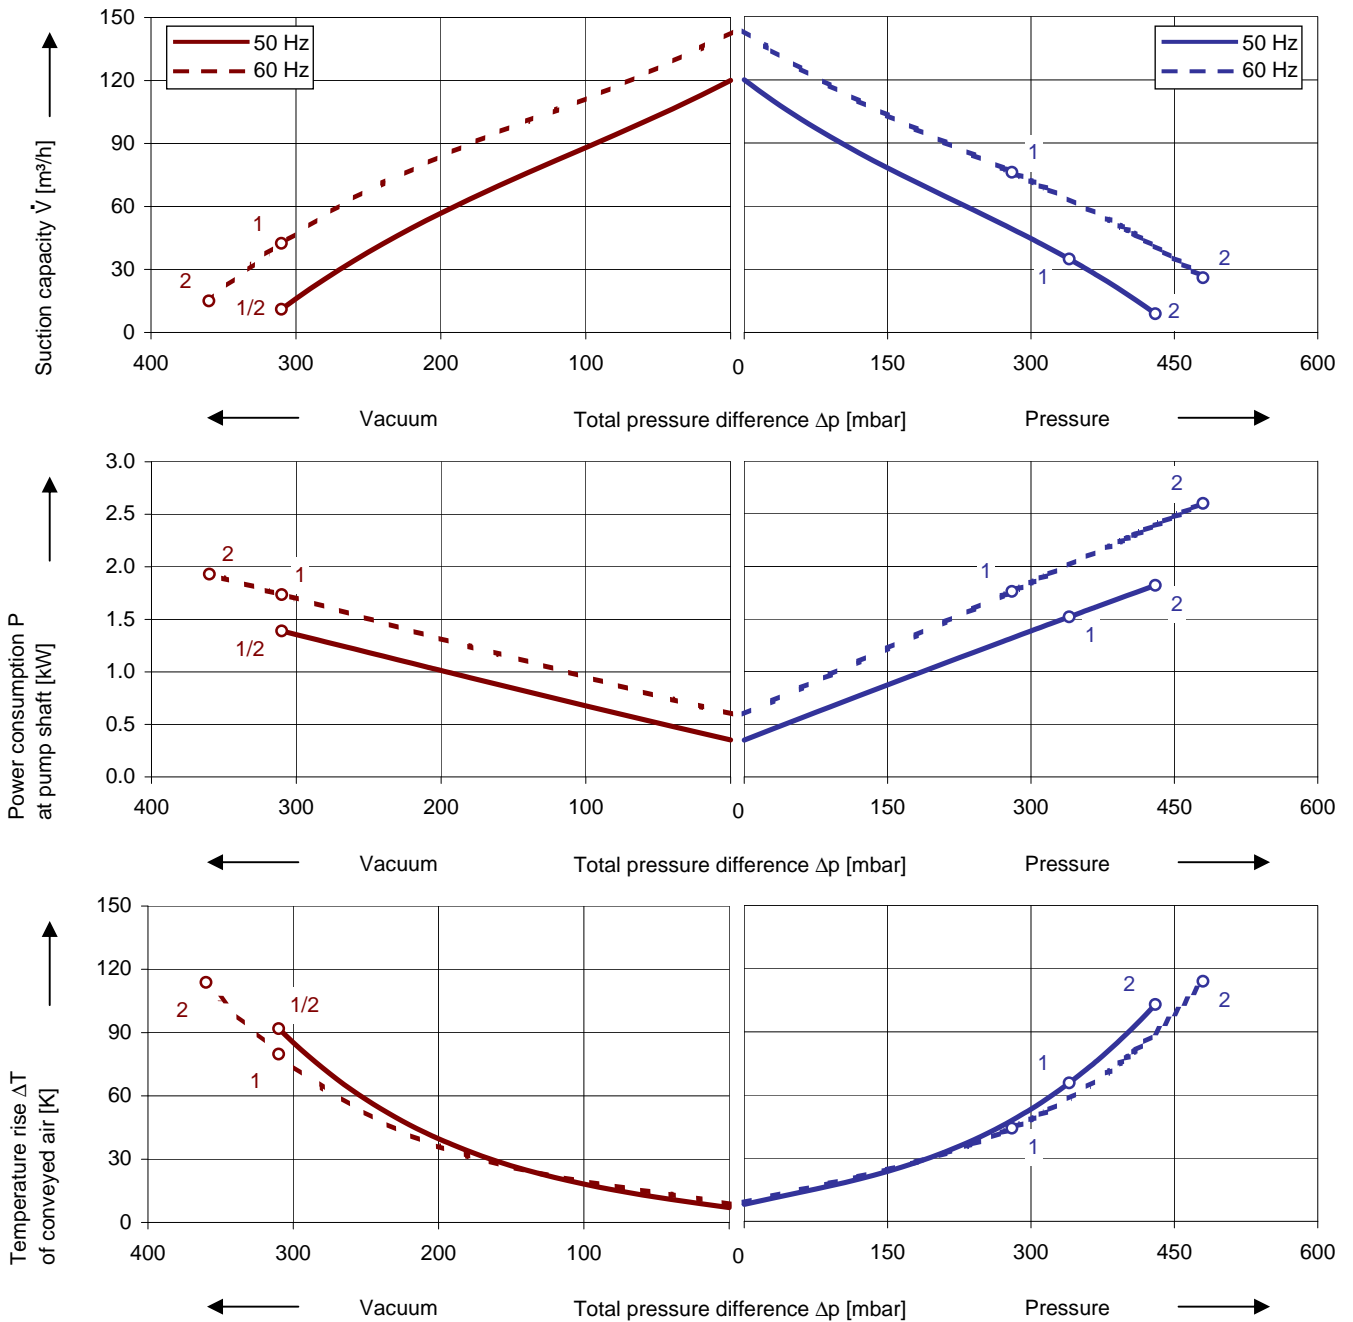 Suction capacity V̇ [m³/h]
150
120
90
60
30
0
50 Hz
60 Hz
50 Hz
60 Hz
1
2
1/2
1
1
2
2
400 300 200 100 0 150 300 450 600
Vacuum Total pressure difference Δp [mbar] Pressure
Power consumption P
at pump shaft [kW]
3.0
2.5
2.0
1.5
1.0
0.5
0.0
2
1
1/2
2
1
2
1
400 300 200 100 0 150 300 450 600
Vacuum Total pressure difference Δp [mbar] Pressure
Temperature rise ΔT
of conveyed air [K]
150
120
90
60
30
0
2
1/2
1
2
2
1
1
400 300 200 100 0 150 300 450 600
Vacuum Total pressure difference Δp [mbar] Pressure